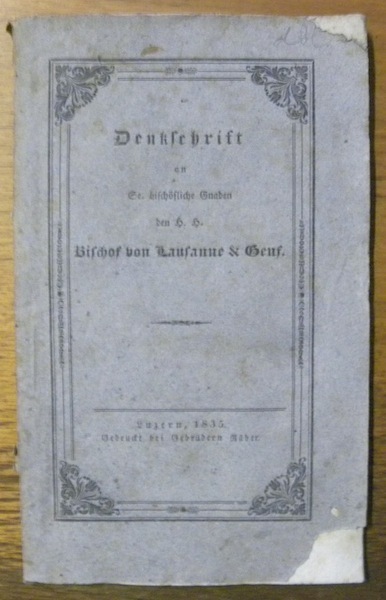 Denkschrift
an
Se. bischöfliche Gnaden
den H. H.
Bischof von Lausanne & Genf.
Luzern, 1835.
Gedruckt bei Gebrüdern Räber.